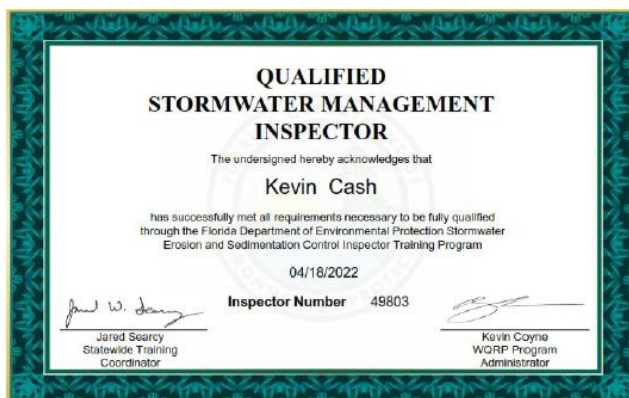 QUALIFIED
STORMWATER MANAGEMENT
INSPECTOR
The undersigned hereby acknowledges that
Kevin Cash
has successfully met all requirements necessary to be fully qualified
through the Florida Department of Environmental Protection Stormwater
Erosion and Sedimentation Control Inspector Training Program
04/18/2022
Inspector Number 49803
Jared W. Searcy
Jared Searcy
Statewide Training
Coordinator
Kevin Coyne
WQRP Program
Administrator